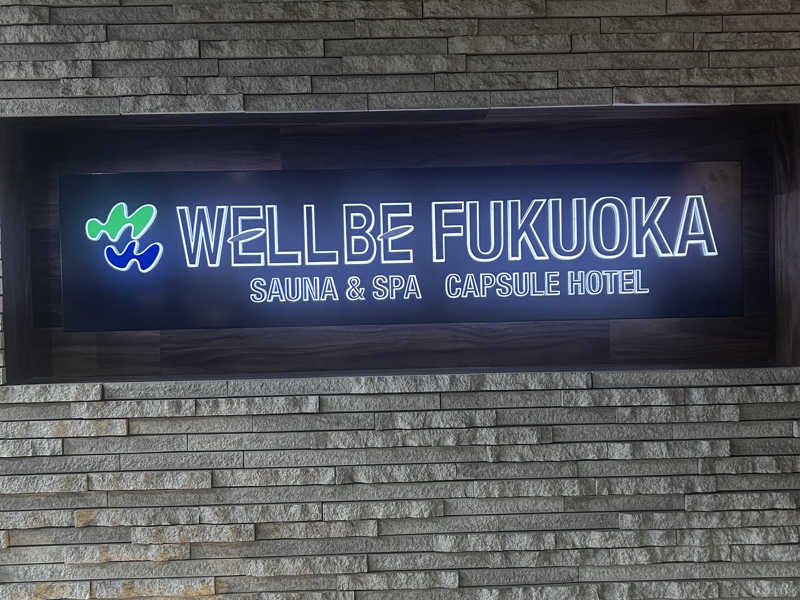 WELLBE FUKUOKA
SAUNA & SPA CAPSULE HOTEL